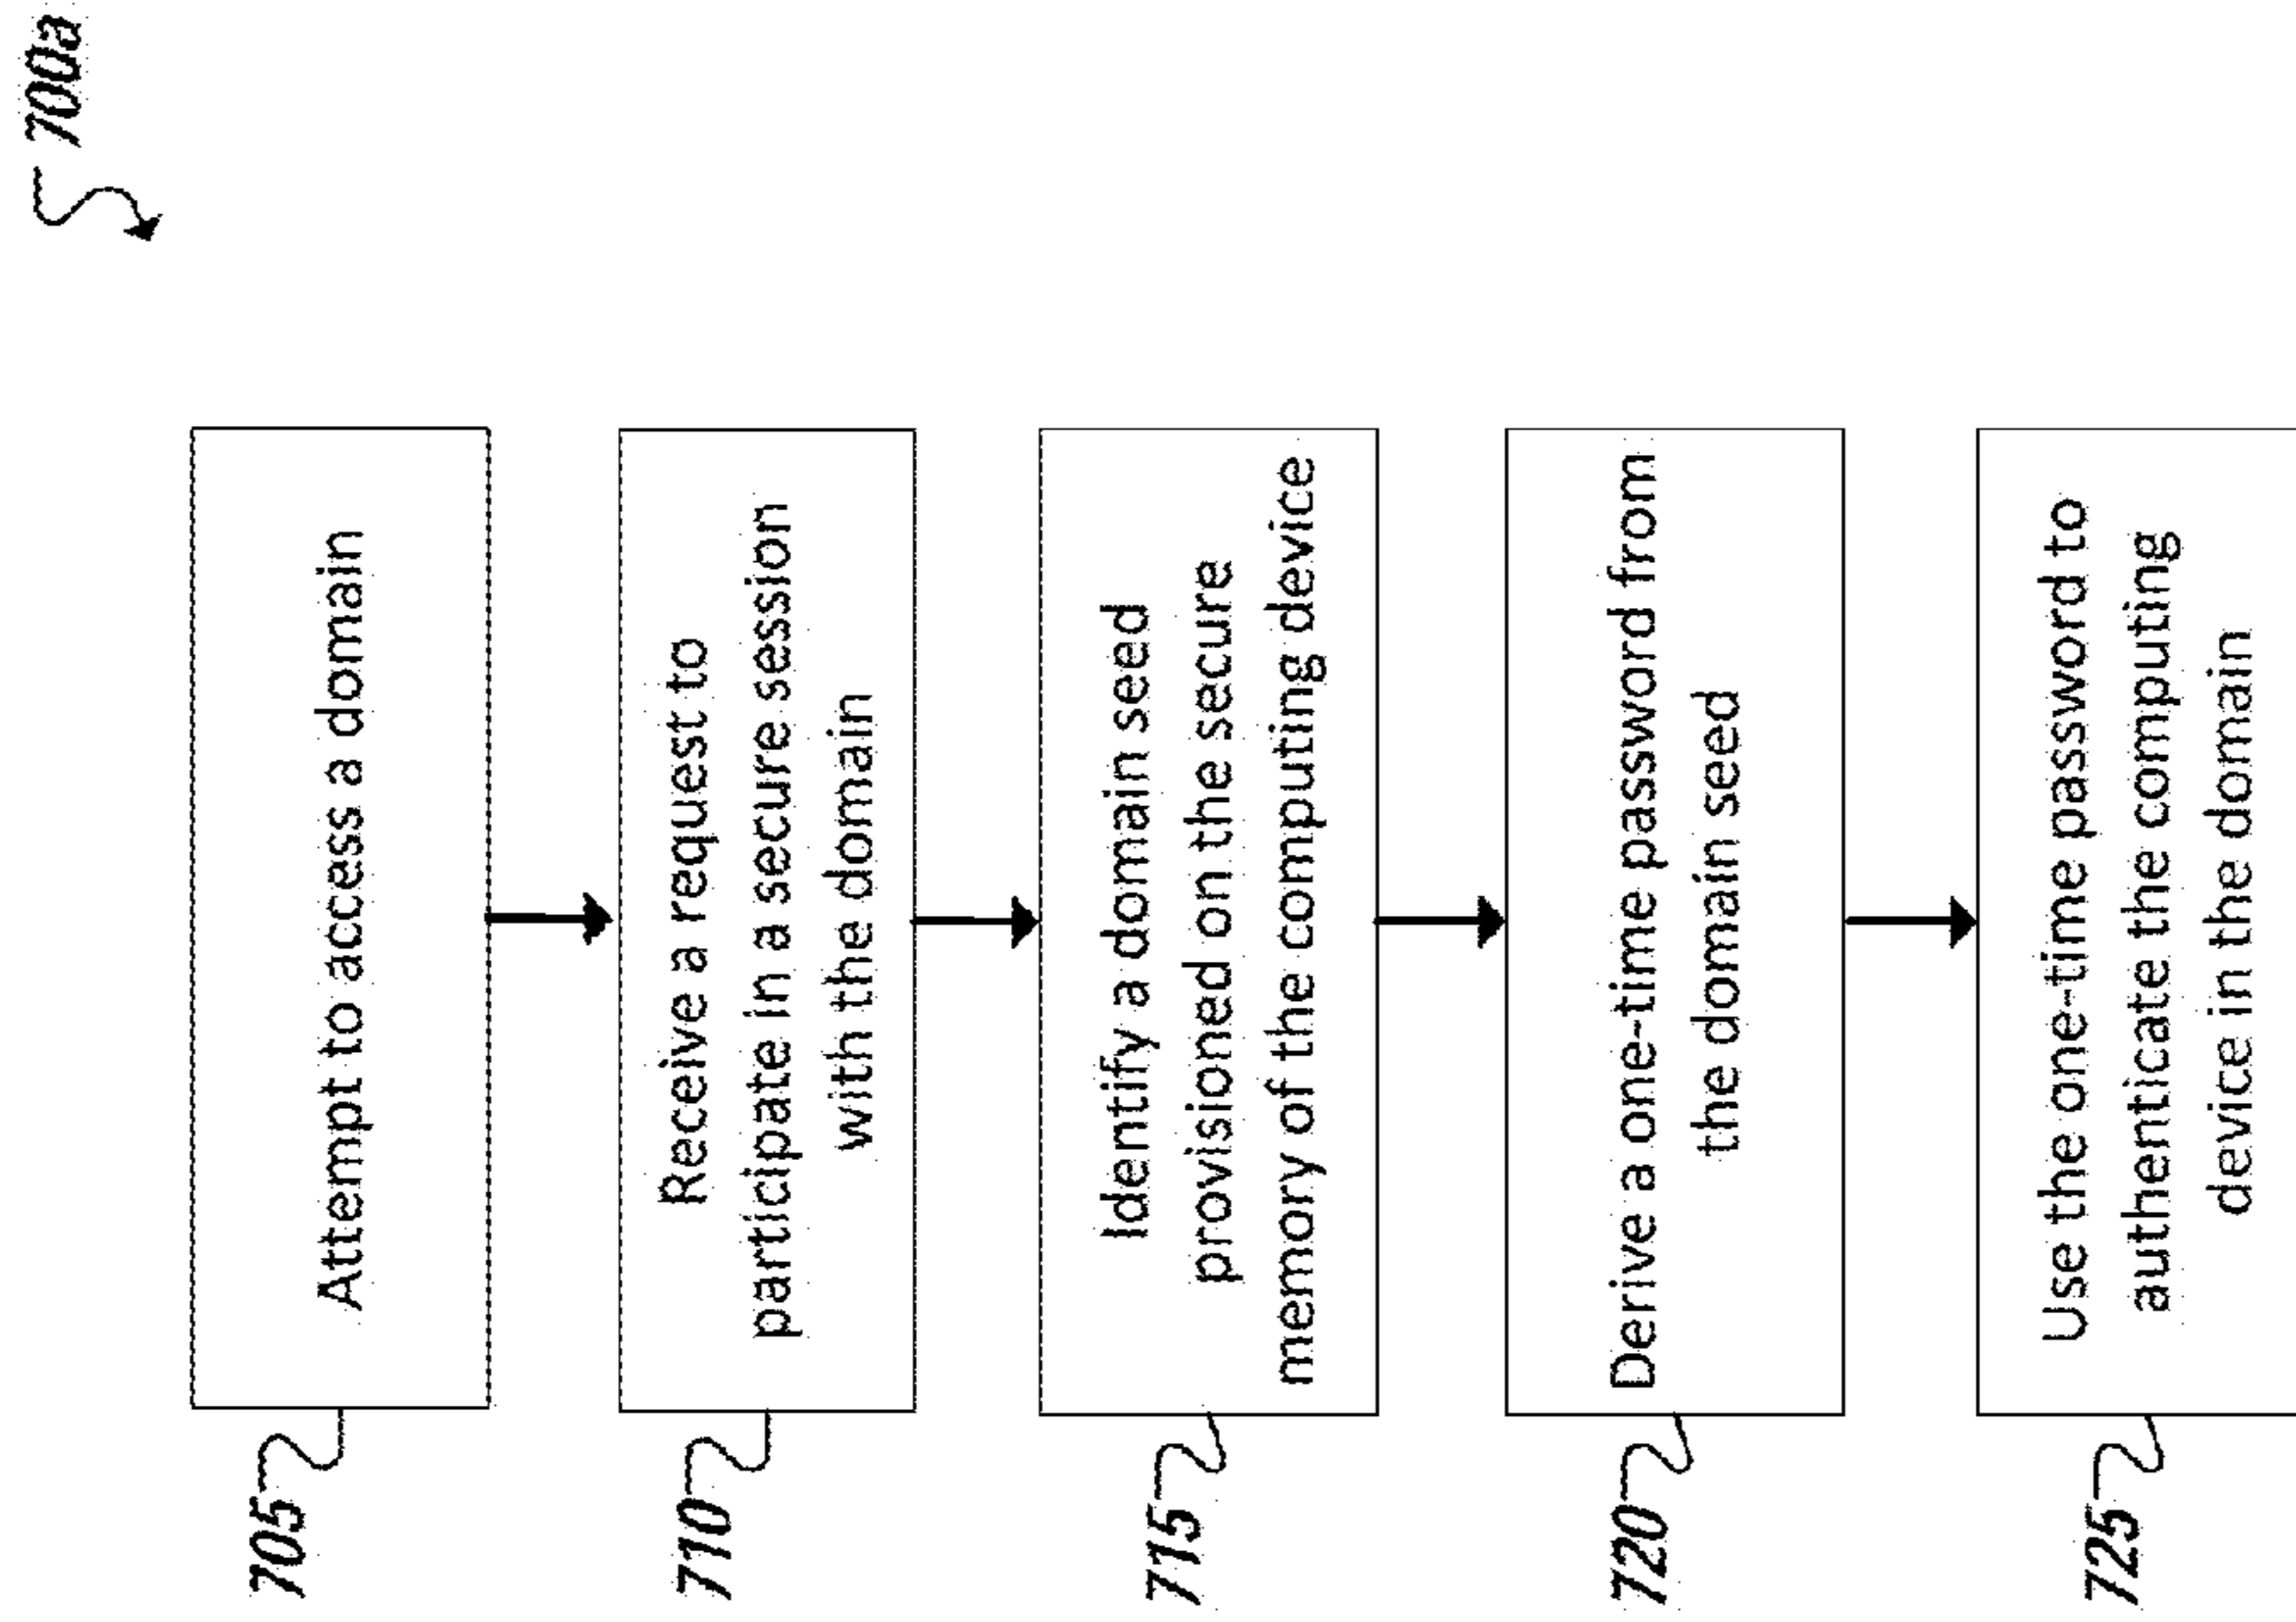 700a
705
Attempt to access a domain
710
Receive a request to
participate in a secure session
with the domain
715
Identify a domain seed
provisioned on the secure
memory of the computing device
720
Derive a one-time password from
the domain seed
725
Use the one-time password to
authenticate the computing
device in the domain